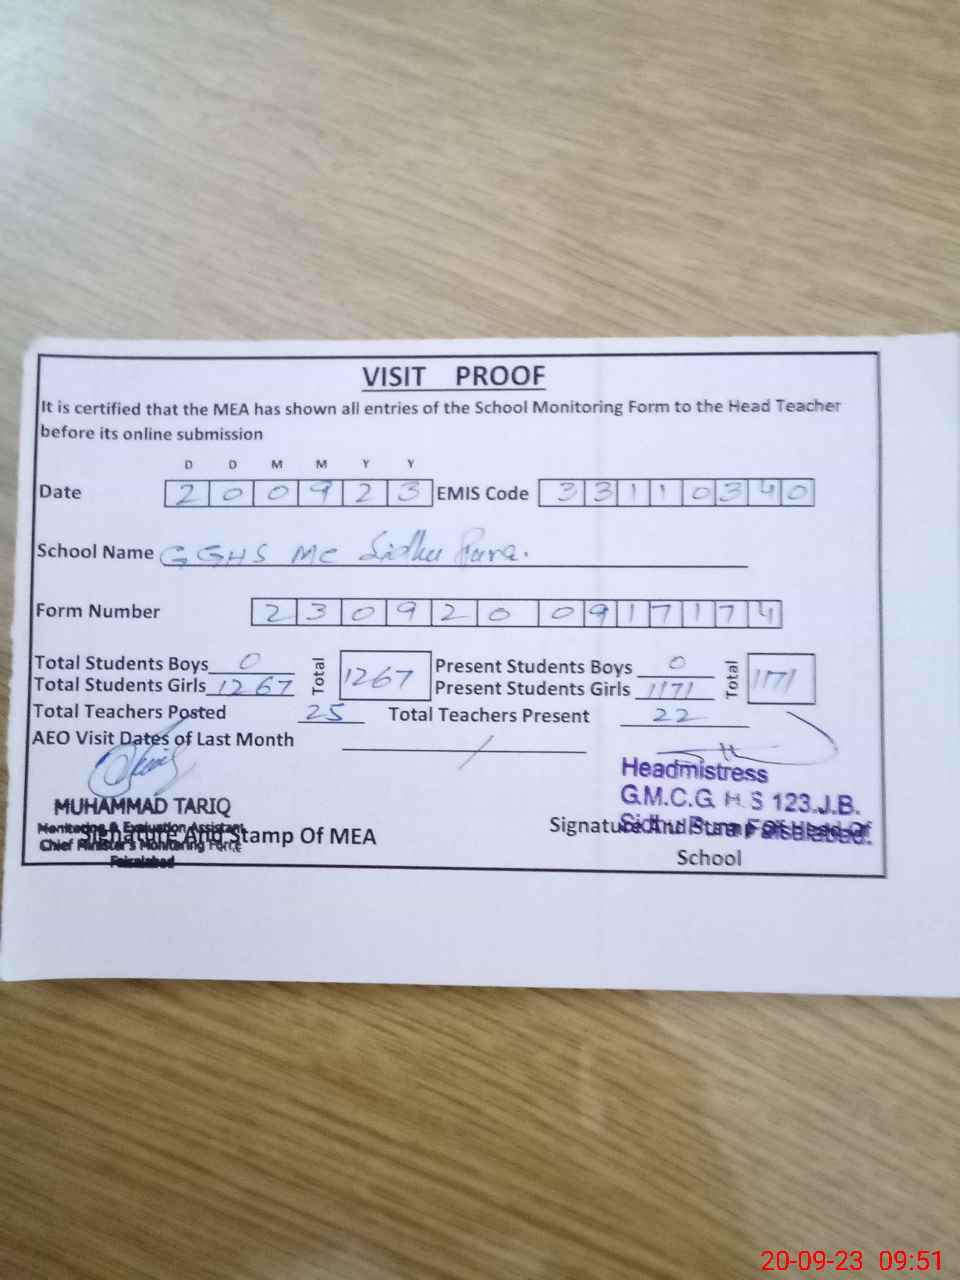 VISIT PROOF
It is certified that the MEA has shown all entries of the School Monitoring Form to the Head Teacher
before its online submission
D D M M Y Y
Date 2 0 0 9 2 3 EMIS Code 3 3 1 1 0 3 4 0
School Name GGHS MC Sidhu Pura.
Form Number 2 3 0 9 2 0 0 9 1 7 1 7 4
Total Students Boys 0 Total 1267 Present Students Boys 0 Total 1171
Total Students Girls 1267 Present Students Girls 1171
Total Teachers Posted 25 Total Teachers Present 22
AEO Visit Dates of Last Month /
MUHAMMAD TARIQ
Monitoring & Evaluation Assistant
Chief Minister's Monitoring Force
Faisalabad
Signature And Stamp Of MEA
Headmistress
G.M.C.G. H.S 123.J.B.
Sidhu Pura Faisalabad.
Signature And Stamp Of Head Of
School
20-09-23 09:51